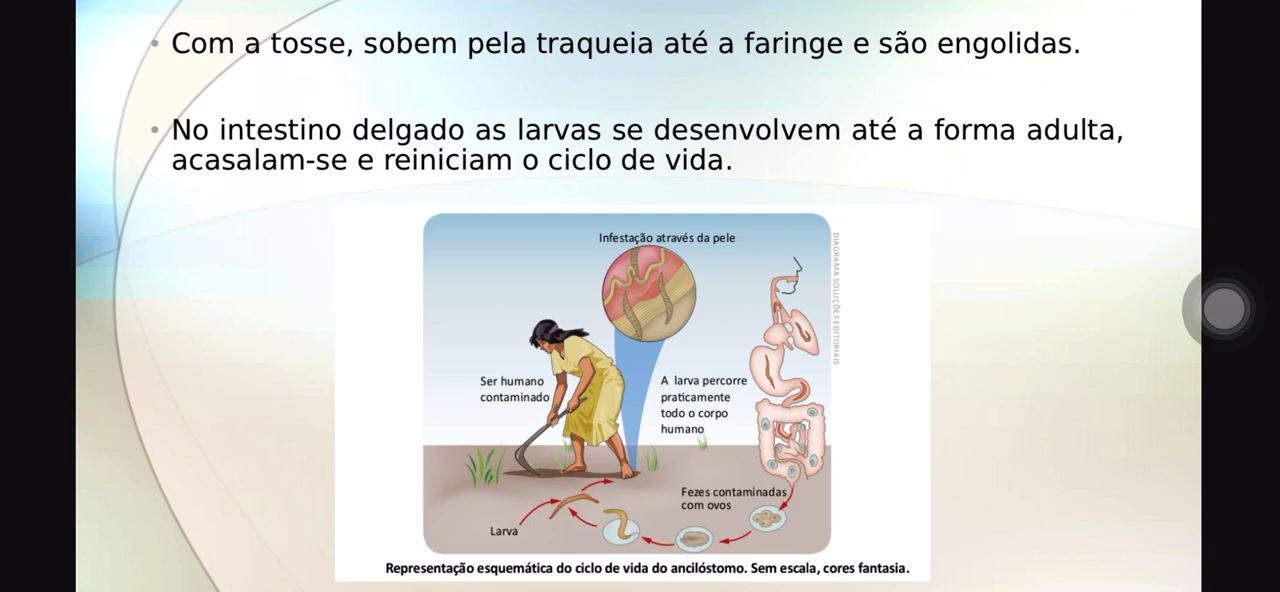 • Com a tosse, sobem pela traqueia até a faringe e são engolidas.
• No intestino delgado as larvas se desenvolvem até a forma adulta,
acasalam-se e reiniciam o ciclo de vida.
Infestação através da pele
DIAGRAMA SOLUÇÕES EDITORIAIS
Ser humano
contaminado
A larva percorre
praticamente
todo o corpo
humano
Fezes contaminadas
com ovos
Larva
Representação esquemática do ciclo de vida do ancilóstomo. Sem escala, cores fantasia.